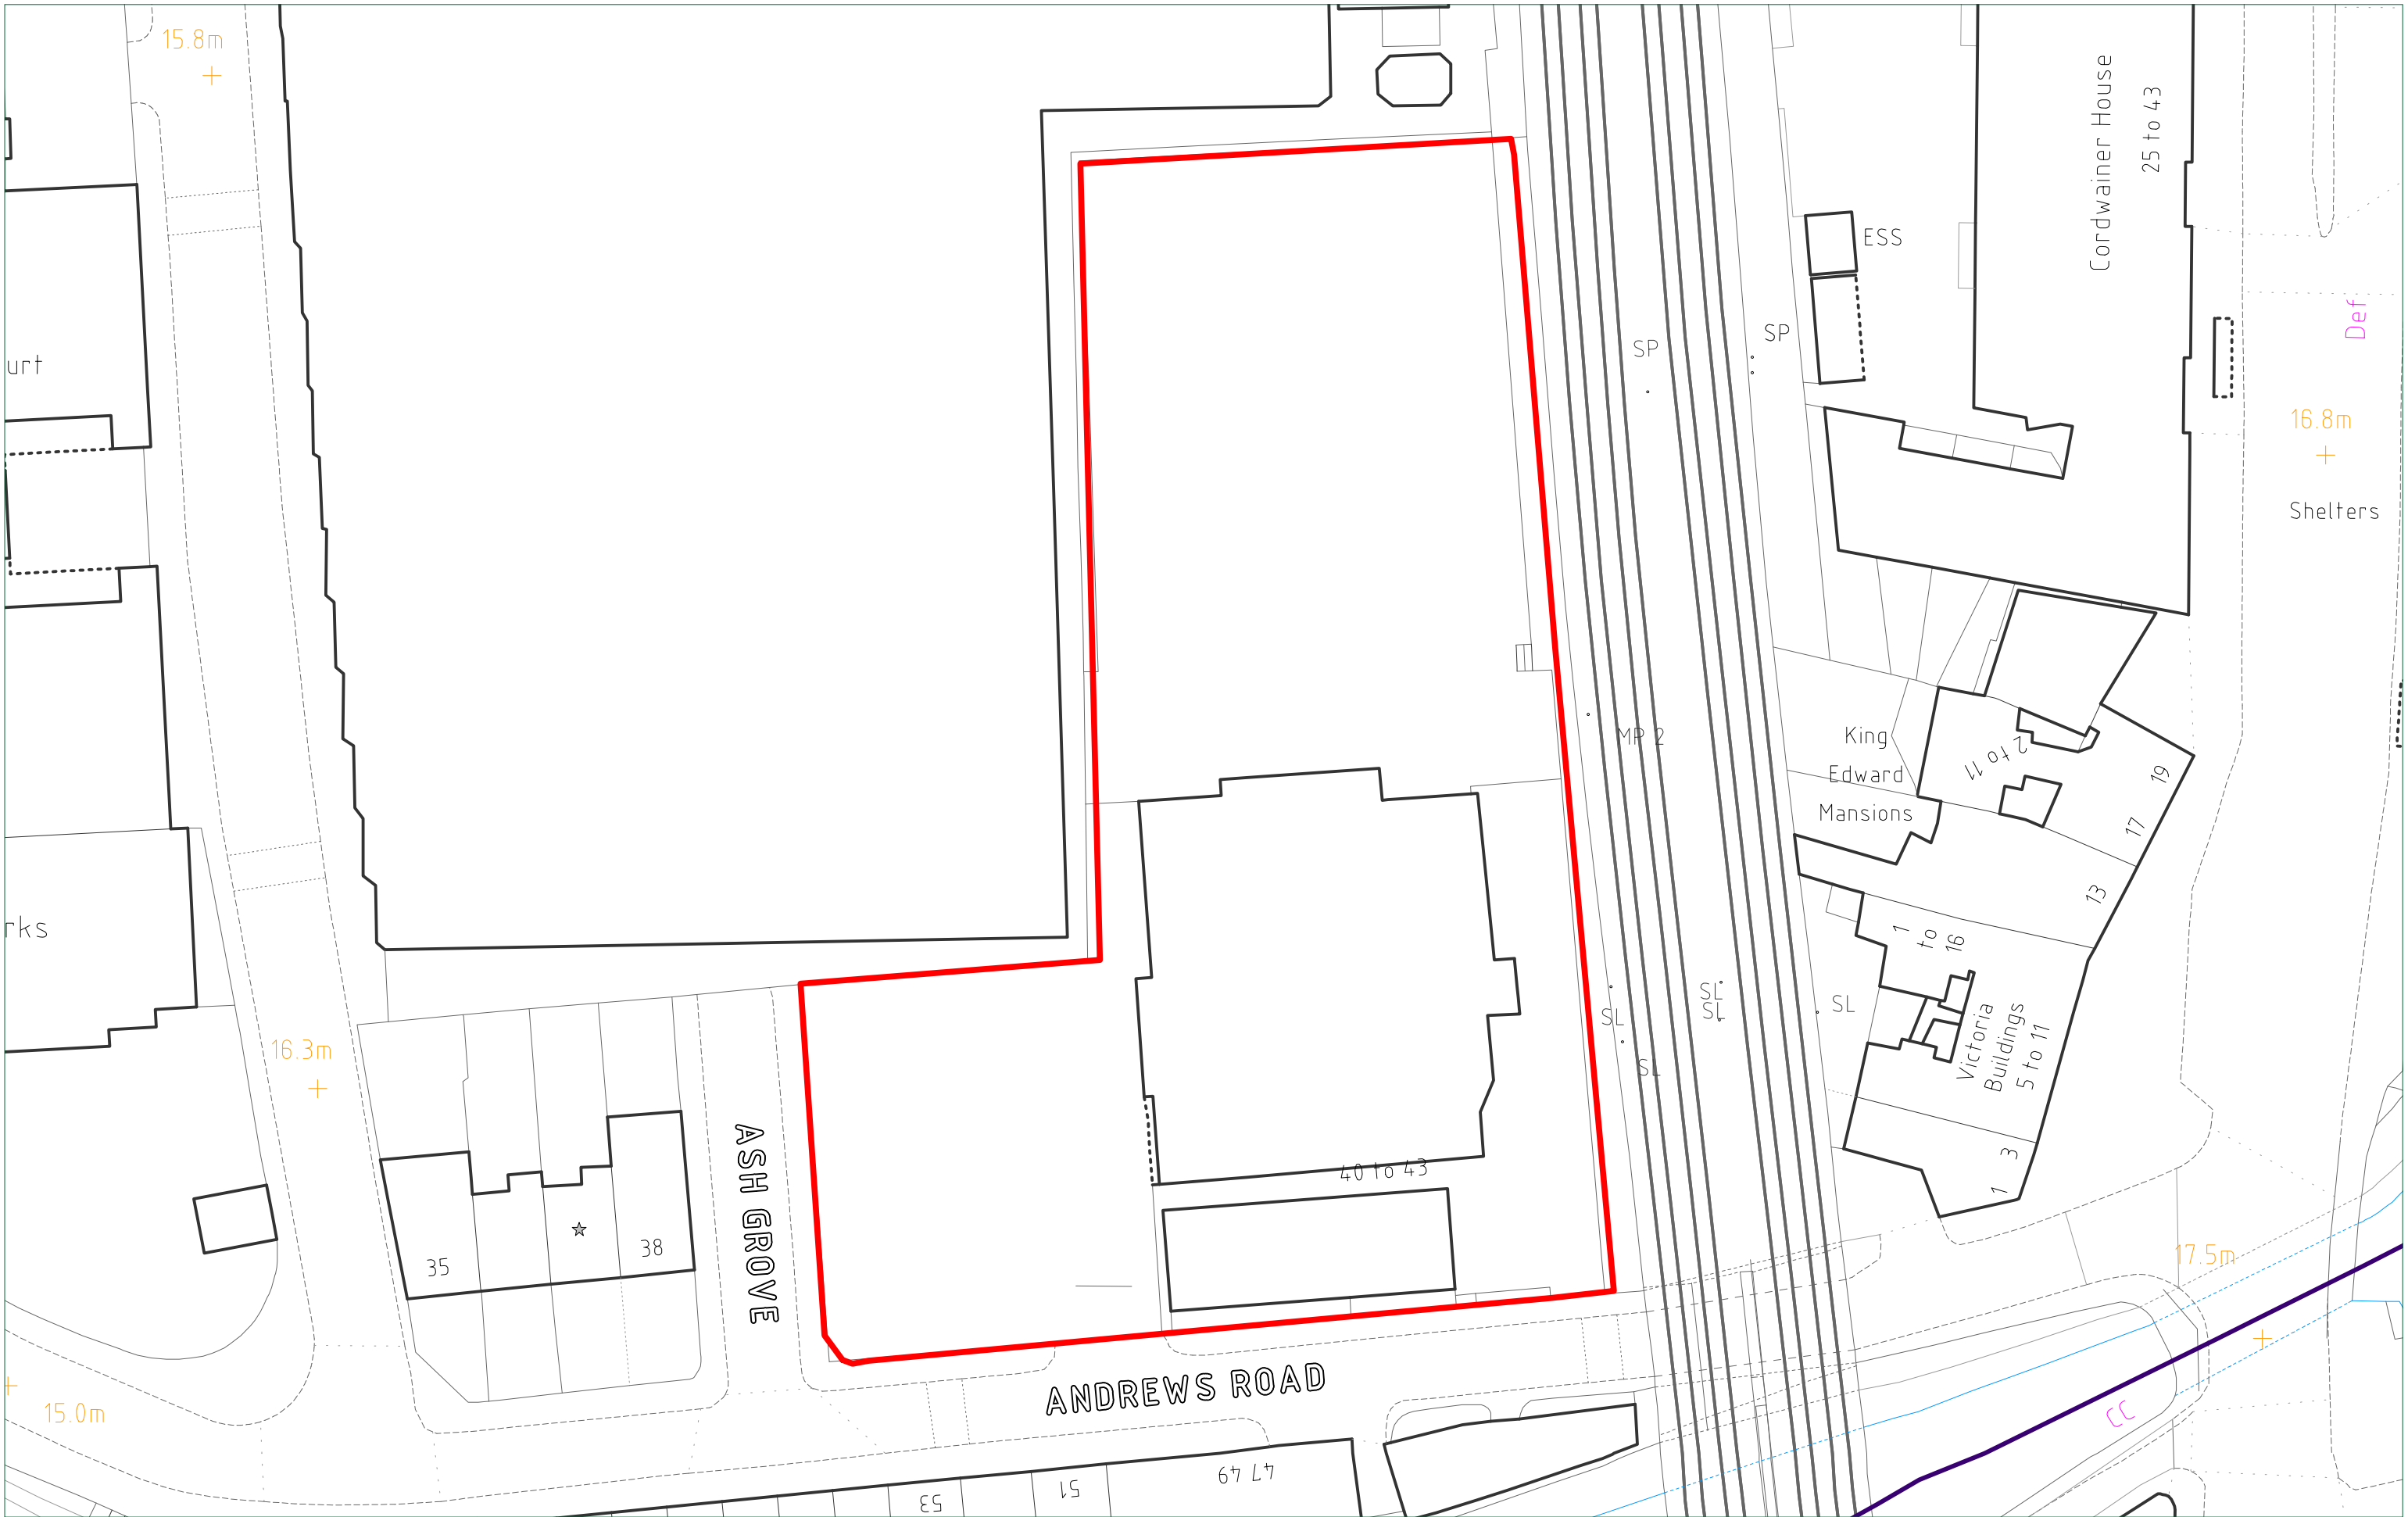 15.8m
Cordwainer House
25 to 43
ESS
SP
SP
Def
urt
16.8m
Shelters
MP 2
King
Edward
Mansions
2 to 11
19
17
13
rks
1
to
16
SL
SL
SL
SL
SL
Victoria
Buildings
5 to 11
16.3m
ASH GROVE
40 to 43
3
1
35
38
17.5m
15.0m
ANDREWS ROAD
CC
47 49
51
53